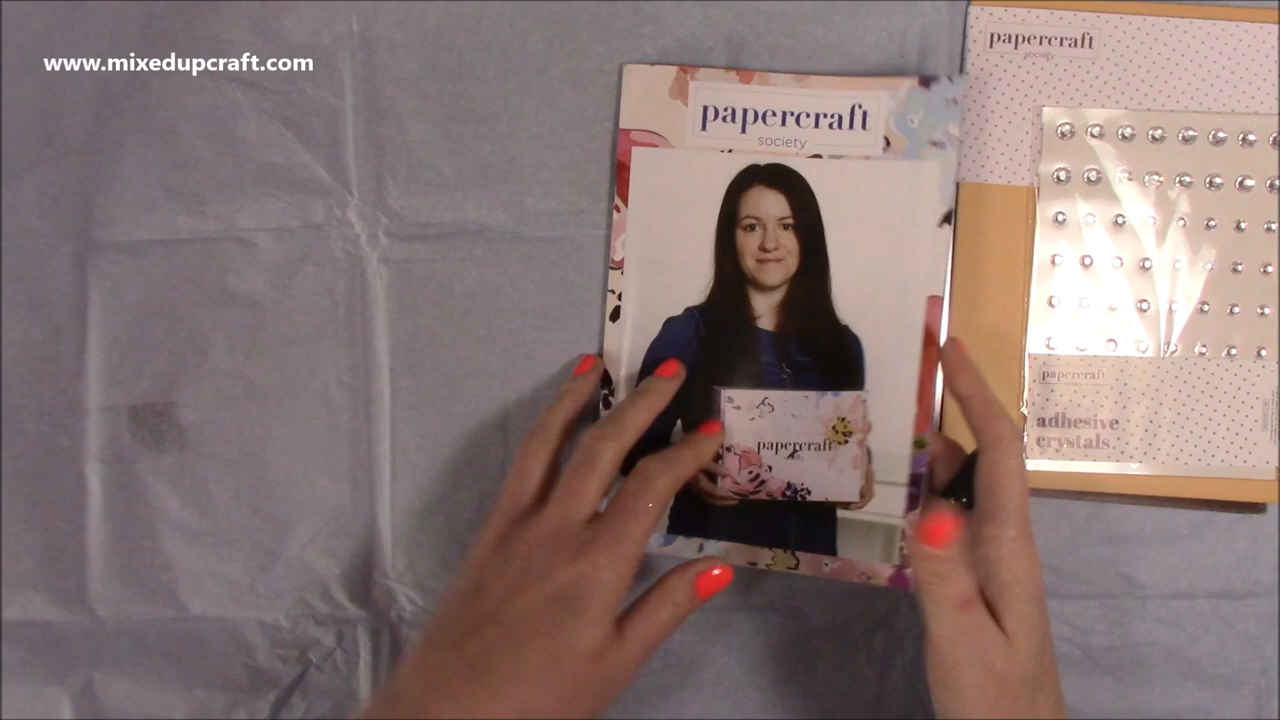 www.mixedupcraft.com
papercraft
society
papercraft
society
papercraft
papercraft
adhesive
crystals